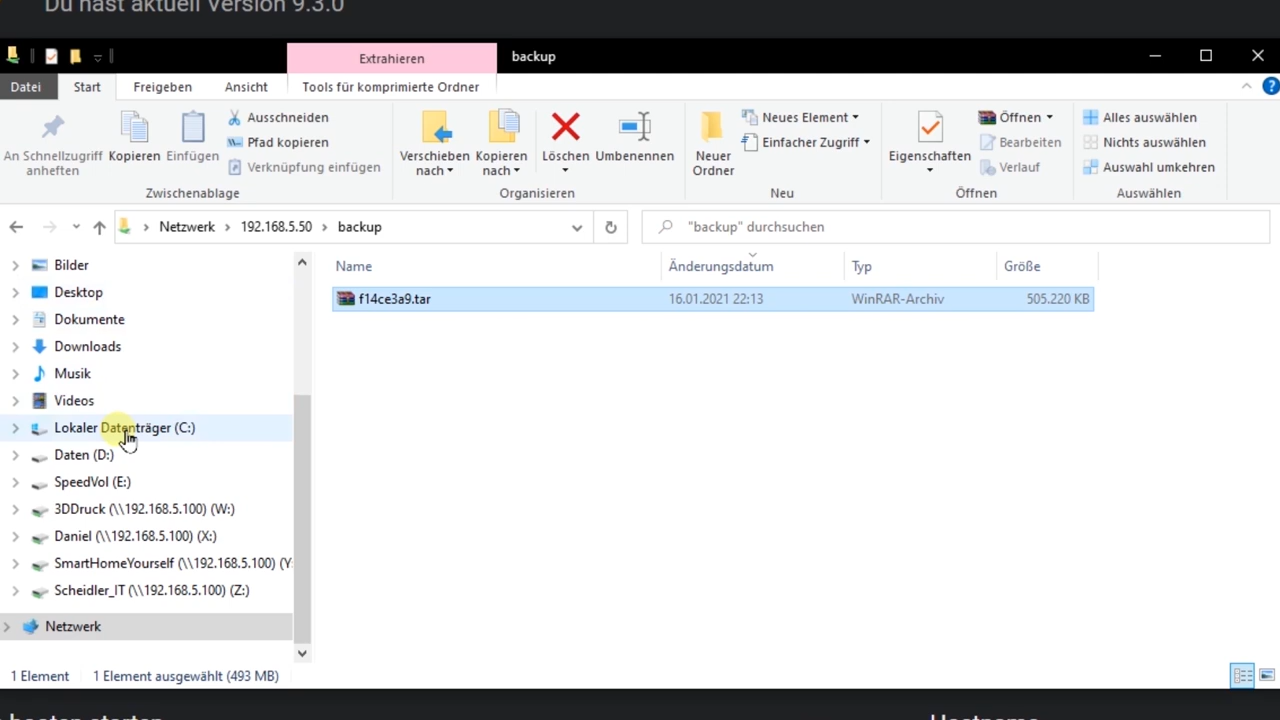 Du hast aktuell Version 9.3.0
Extrahieren
backup
Datei
Start
Freigeben
Ansicht
Tools für komprimierte Ordner
An Schnellzugriff
anheften
Kopieren
Einfügen
Ausschneiden
Pfad kopieren
Verknüpfung einfügen
Zwischenablage
Verschieben
nach
Kopieren
nach
Löschen
Umbenennen
Organisieren
Neuer
Ordner
Neues Element
Einfacher Zugriff
Neu
Eigenschaften
Öffnen
Bearbeiten
Verlauf
Öffnen
Alles auswählen
Nichts auswählen
Auswahl umkehren
Auswählen
Netzwerk > 192.168.5.50 > backup
"backup" durchsuchen
Bilder
Desktop
Dokumente
Downloads
Musik
Videos
Lokaler Datenträger (C:)
Daten (D:)
SpeedVol (E:)
3DDruck (\\192.168.5.100) (W:)
Daniel (\\192.168.5.100) (X:)
SmartHomeYourself (\\192.168.5.100) (Y:
Scheidler_IT (\\192.168.5.100) (Z:)
Netzwerk
Name Änderungsdatum Typ Größe
f14ce3a9.tar 16.01.2021 22:13 WinRAR-Archiv 505.220 KB
1 Element 1 Element ausgewählt (493 MB)
booten starten
Hostname